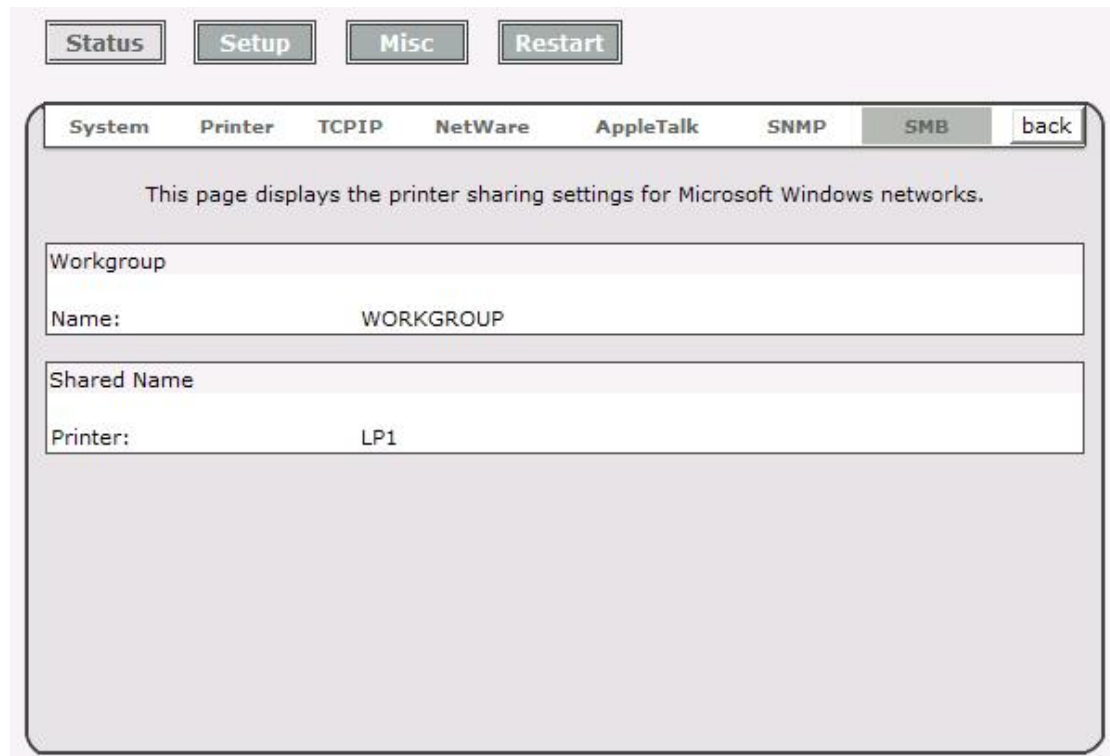 Status Setup Misc Restart
System Printer TCPIP NetWare AppleTalk SNMP SMB back
This page displays the printer sharing settings for Microsoft Windows networks.
Workgroup
Name: WORKGROUP
Shared Name
Printer: LP1